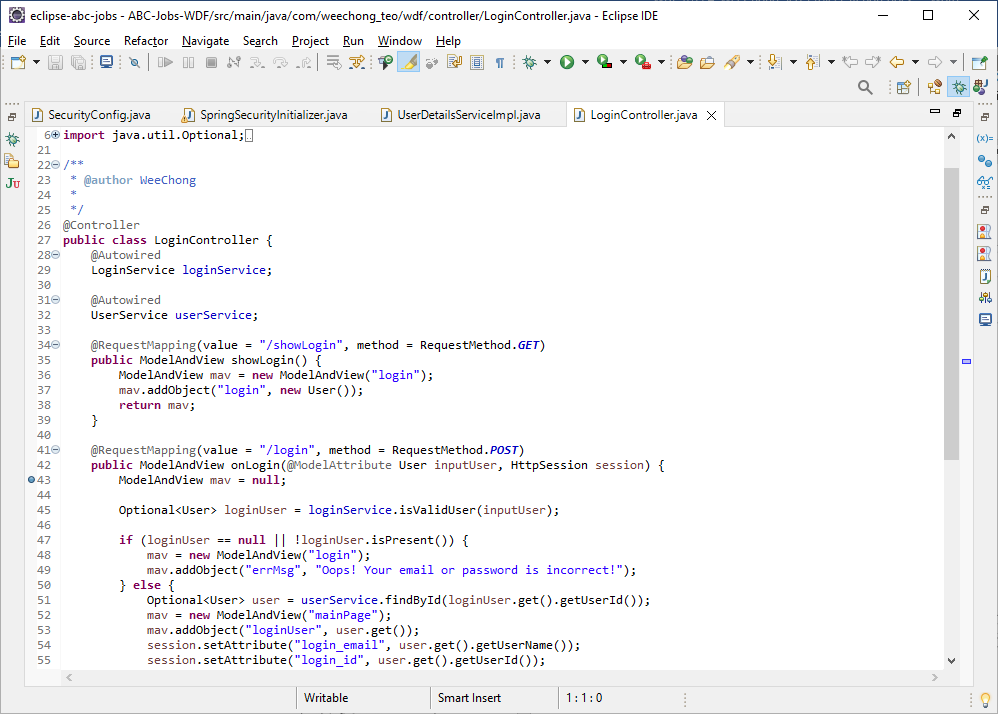 eclipse-abc-jobs - ABC-Jobs-WDF/src/main/java/com/weechong_teo/wdf/controller/LoginController.java - Eclipse IDE
File Edit Source Refactor Navigate Search Project Run Window Help
SecurityConfig.java SpringSecurityInitializer.java UserDetailsServiceImpl.java LoginController.java
6 import java.util.Optional;
21
22 /**
23 * @author WeeChong
24 *
25 */
26 @Controller
27 public class LoginController {
28 @Autowired
29 LoginService loginService;
30
31 @Autowired
32 UserService userService;
33
34 @RequestMapping(value = "/showLogin", method = RequestMethod.GET)
35 public ModelAndView showLogin() {
36 ModelAndView mav = new ModelAndView("login");
37 mav.addObject("login", new User());
38 return mav;
39 }
40
41 @RequestMapping(value = "/login", method = RequestMethod.POST)
42 public ModelAndView onLogin(@ModelAttribute User inputUser, HttpSession session) {
43 ModelAndView mav = null;
44
45 Optional<User> loginUser = loginService.isValidUser(inputUser);
46
47 if (loginUser == null || !loginUser.isPresent()) {
48 mav = new ModelAndView("login");
49 mav.addObject("errMsg", "Oops! Your email or password is incorrect!");
50 } else {
51 Optional<User> user = userService.findById(loginUser.get().getUserId());
52 mav = new ModelAndView("mainPage");
53 mav.addObject("loginUser", user.get());
54 session.setAttribute("login_email", user.get().getUserName());
55 session.setAttribute("login_id", user.get().getUserId());
Writable Smart Insert 1 : 1 : 0